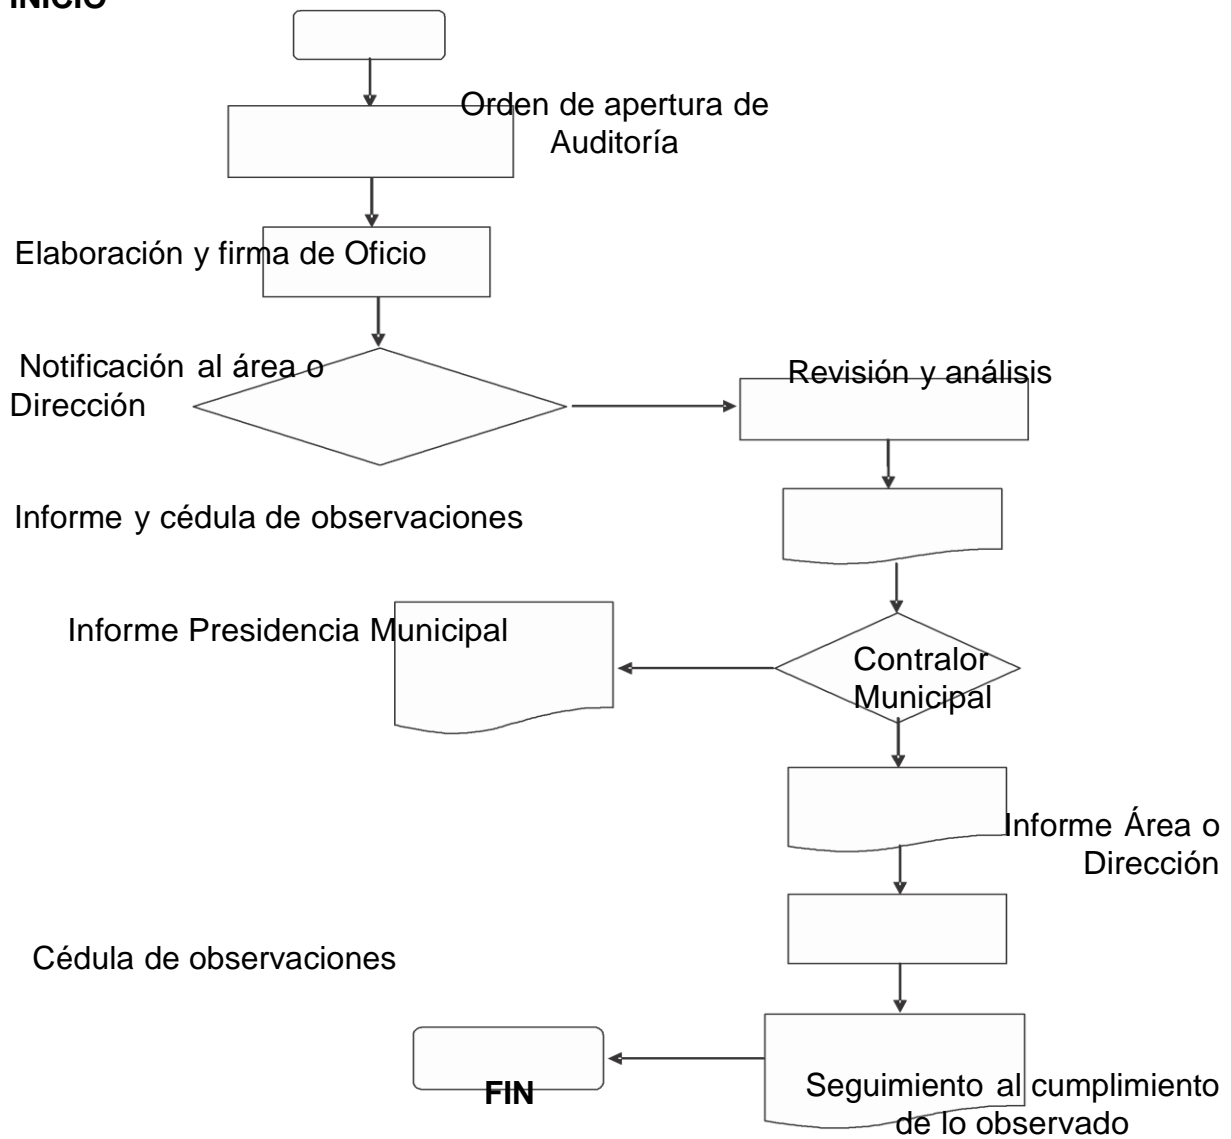 INICIO
Orden de apertura de
Auditoría
Elaboración y firma de Oficio
Notificación al área o
Dirección
Revisión y análisis
Informe y cédula de observaciones
Informe Presidencia Municipal
Contralor
Municipal
Informe Área o
Dirección
Cédula de observaciones
FIN
Seguimiento al cumplimiento
de lo observado